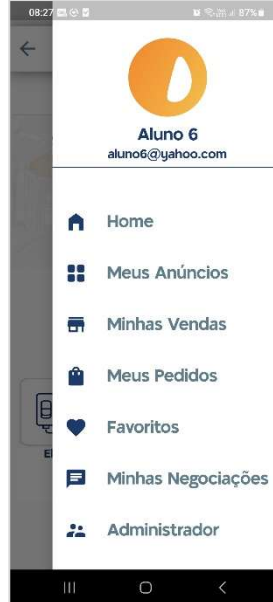 08:27
87%
Aluno 6
aluno6@yahoo.com
Home
Meus Anúncios
Minhas Vendas
Meus Pedidos
Favoritos
Minhas Negociações
Administrador
El